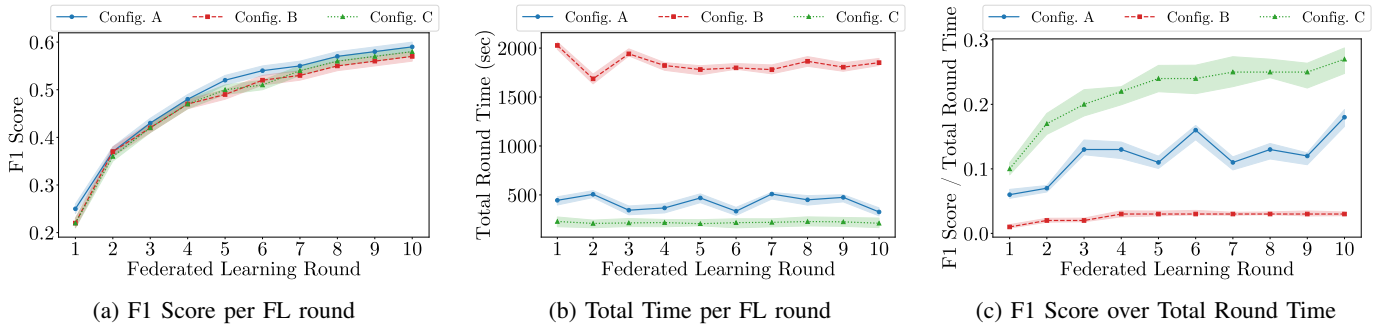 Config. A Config. B Config. C
F1 Score
0.6
0.5
0.4
0.3
0.2
1 2 3 4 5 6 7 8 9 10
Federated Learning Round
(a) F1 Score per FL round
Config. A Config. B Config. C
Total Round Time (sec)
2000
1500
1000
500
1 2 3 4 5 6 7 8 9 10
Federated Learning Round
(b) Total Time per FL round
Config. A Config. B Config. C
F1 Score / Total Round Time
0.3
0.2
0.1
0.0
1 2 3 4 5 6 7 8 9 10
Federated Learning Round
(c) F1 Score over Total Round Time